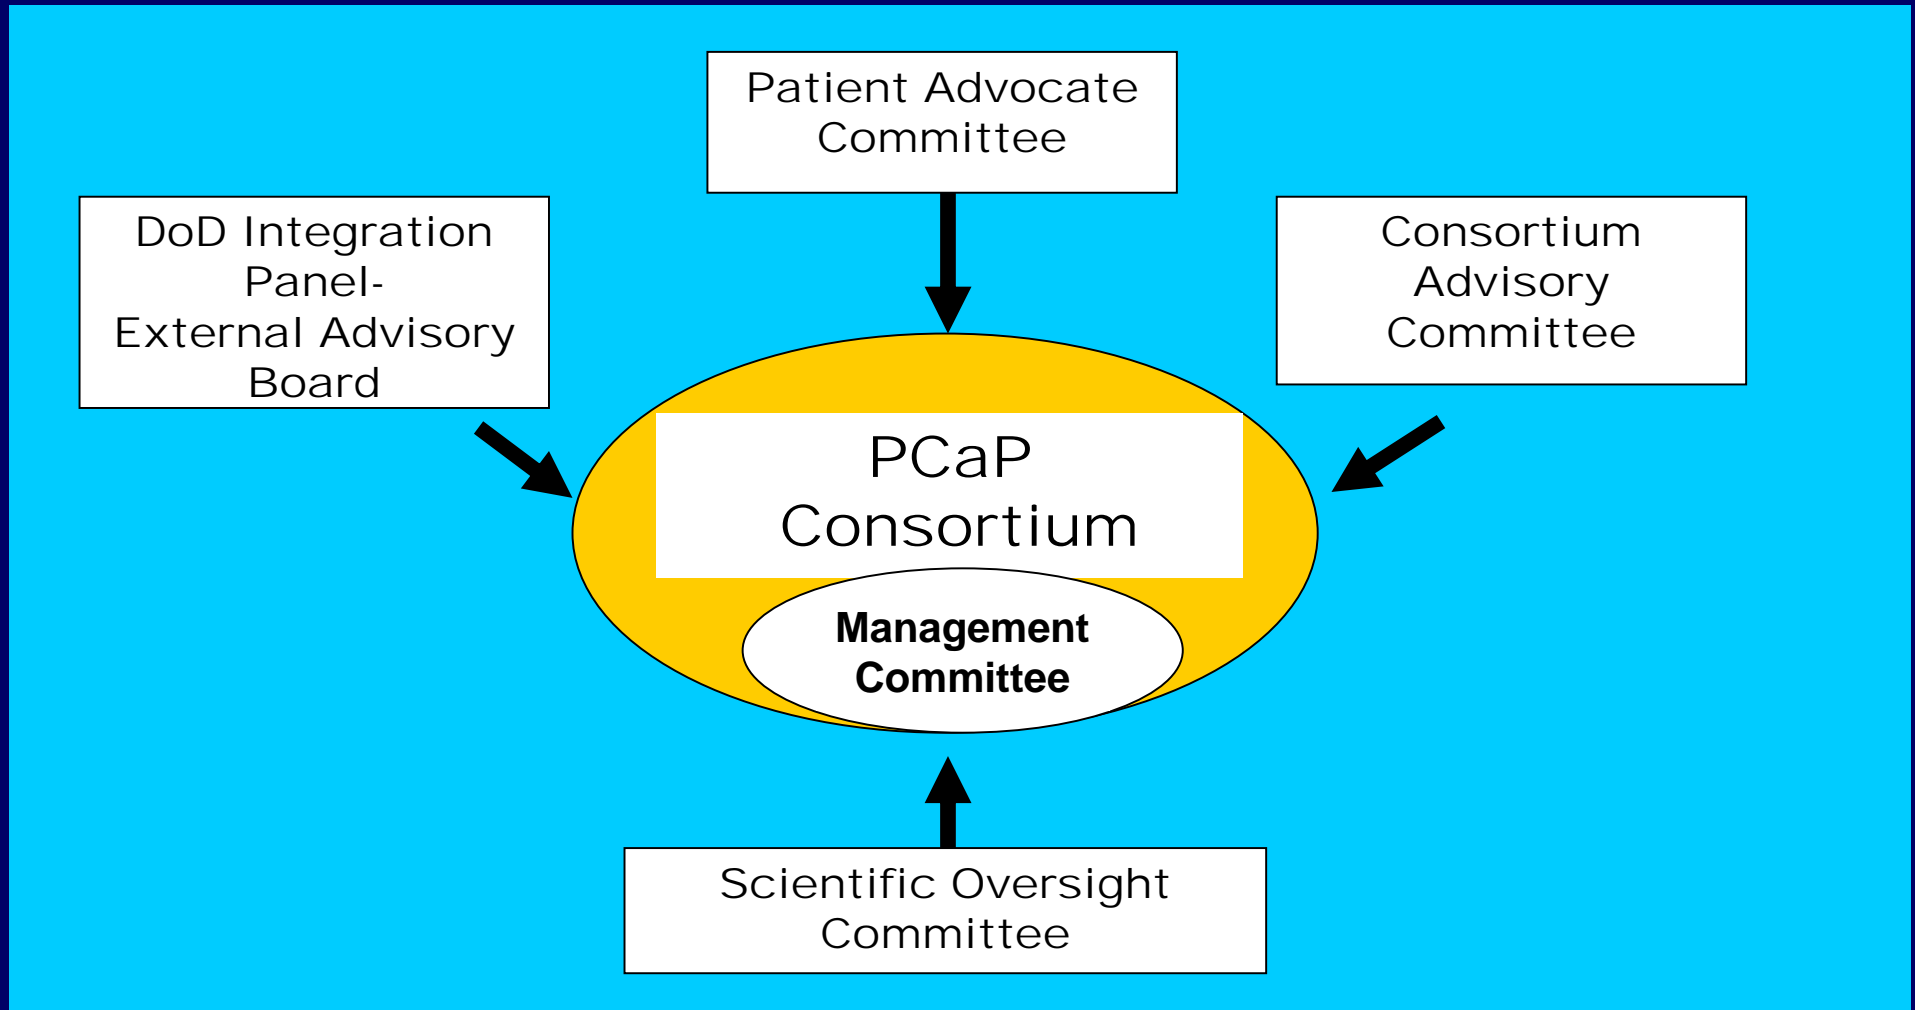 Patient Advocate
Committee
DoD Integration
Panel-
External Advisory
Board
Consortium
Advisory
Committee
PCaP
Consortium
Management
Committee
Scientific Oversight
Committee